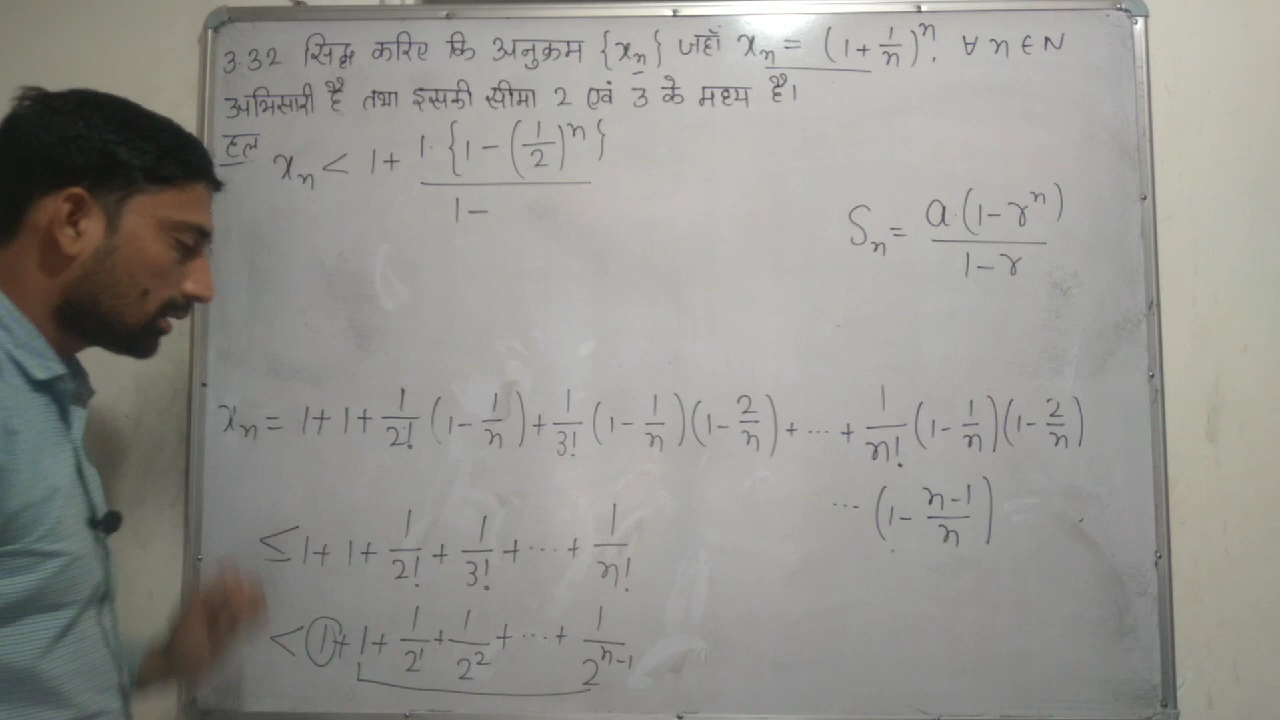 3.32 सिद्ध करिए कि अनुक्रम {xₙ} जहाँ xₙ = (1 + 1/n)ⁿ. ∀ n ∈ N
अभिसारी है तथा इसकी सीमा 2 एवं 3 के मध्य है।
हल xₙ < 1 + 1·{1 - (1/2)ⁿ} / 1 -
Sₙ = a·(1 - rⁿ) / 1 - r
xₙ = 1 + 1 + 1/2! (1 - 1/n) + 1/3! (1 - 1/n)(1 - 2/n) + ... + 1/n! (1 - 1/n)(1 - 2/n)
... (1 - n-1/n)
≤ 1 + 1 + 1/2! + 1/3! + ... + 1/n!
< 1 + 1 + 1/2¹ + 1/2² + ... + 1/2ⁿ⁻¹